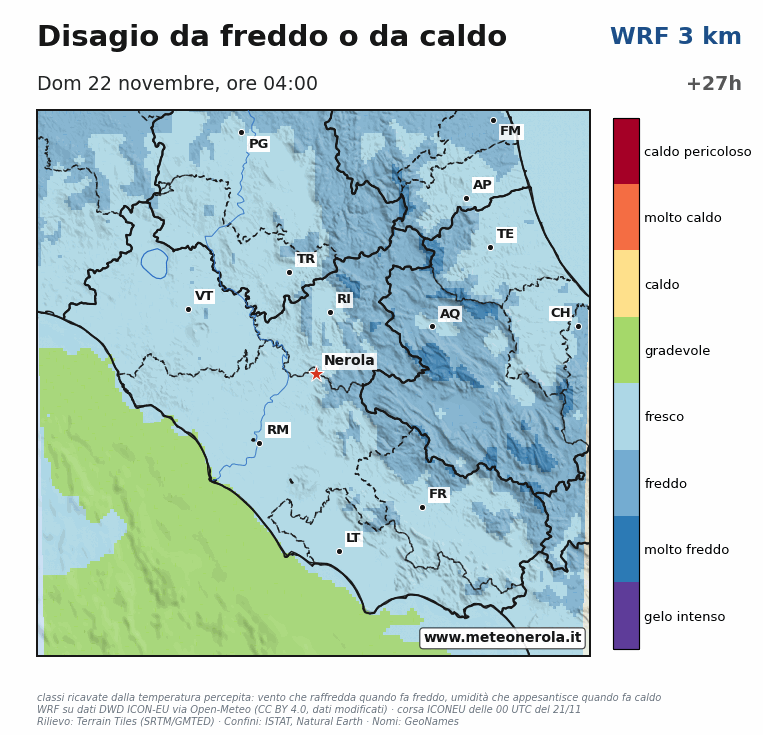 Disagio da freddo o da caldo
WRF 3 km
Dom 22 novembre, ore 04:00
+27h
FM
PG
AP
TE
TR
VT
RI
AQ
CH
Nerola
RM
FR
LT
www.meteonerola.it
caldo pericoloso
molto caldo
caldo
gradevole
fresco
freddo
molto freddo
gelo intenso
classi ricavate dalla temperatura percepita: vento che raffredda quando fa freddo, umidità che appesantisce quando fa caldo
WRF su dati DWD ICON-EU via Open-Meteo (CC BY 4.0, dati modificati) · corsa ICONEU delle 00 UTC del 21/11
Rilievo: Terrain Tiles (SRTM/GMTED) · Confini: ISTAT, Natural Earth · Nomi: GeoNames